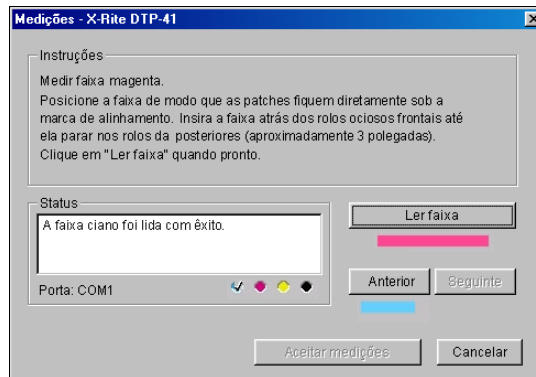 Medições - X-Rite DTP-41
Instruções
Medir faixa magenta.
Posicione a faixa de modo que as patches fiquem diretamente sob a
marca de alinhamento. Insira a faixa atrás dos rolos ociosos frontais até
ela parar nos rolos da posteriores (aproximadamente 3 polegadas).
Clique em "Ler faixa" quando pronto.
Status
A faixa ciano foi lida com êxito.
Porta: COM1
Ler faixa
Anterior
Seguinte
Aceitar medições
Cancelar